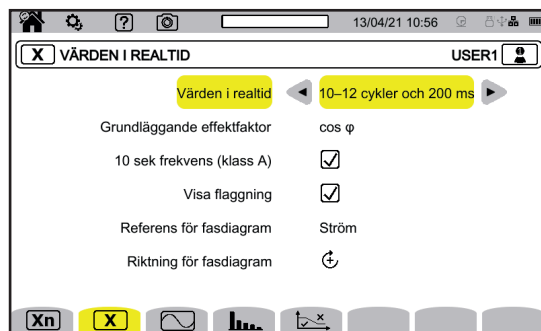 ? 13/04/21 10:56
X VÄRDEN I REALTID USER1
Värden i realtid 10–12 cykler och 200 ms
Grundläggande effektfaktor cos φ
10 sek frekvens (klass A)
Visa flaggning
Referens för fasdiagram Ström
Riktning för fasdiagram
Xn X